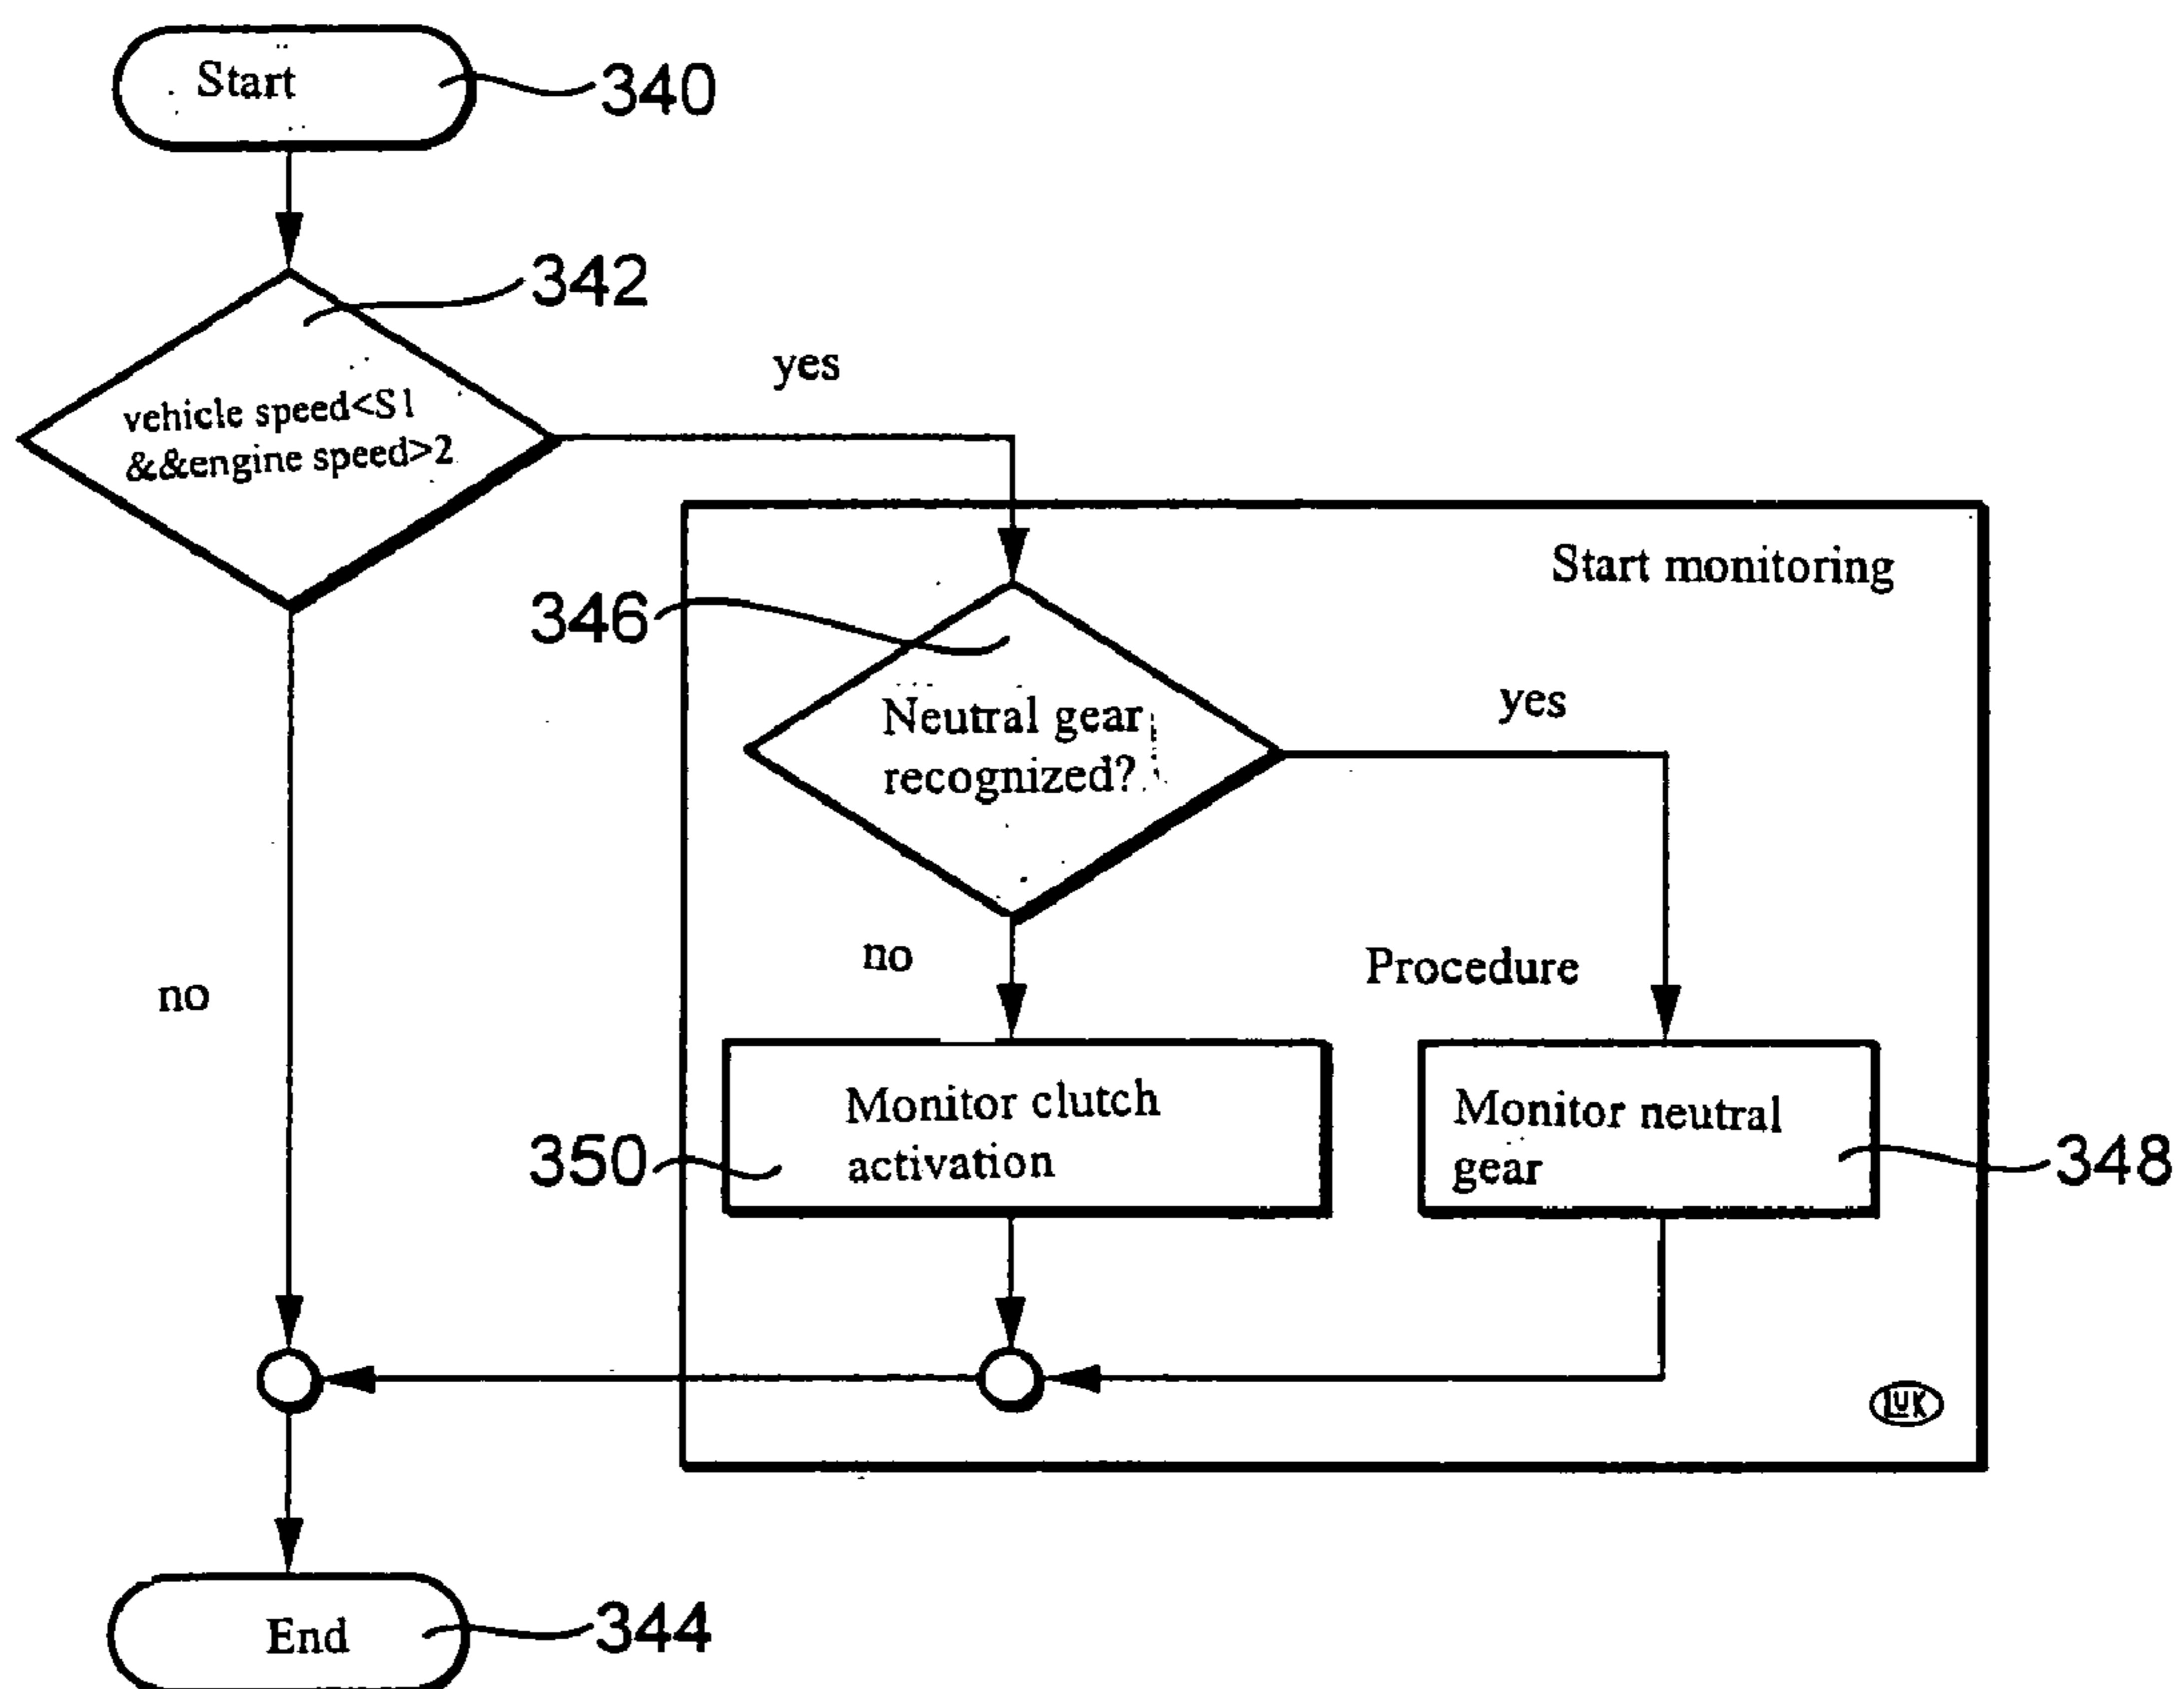 Start
340
342
yes
vehicle speed<S1
&&engine speed>2
Start monitoring
346
Neutral gear
recognized?
yes
no
Procedure
no
Monitor clutch
activation
350
Monitor neutral
gear
348
LUK
End
344